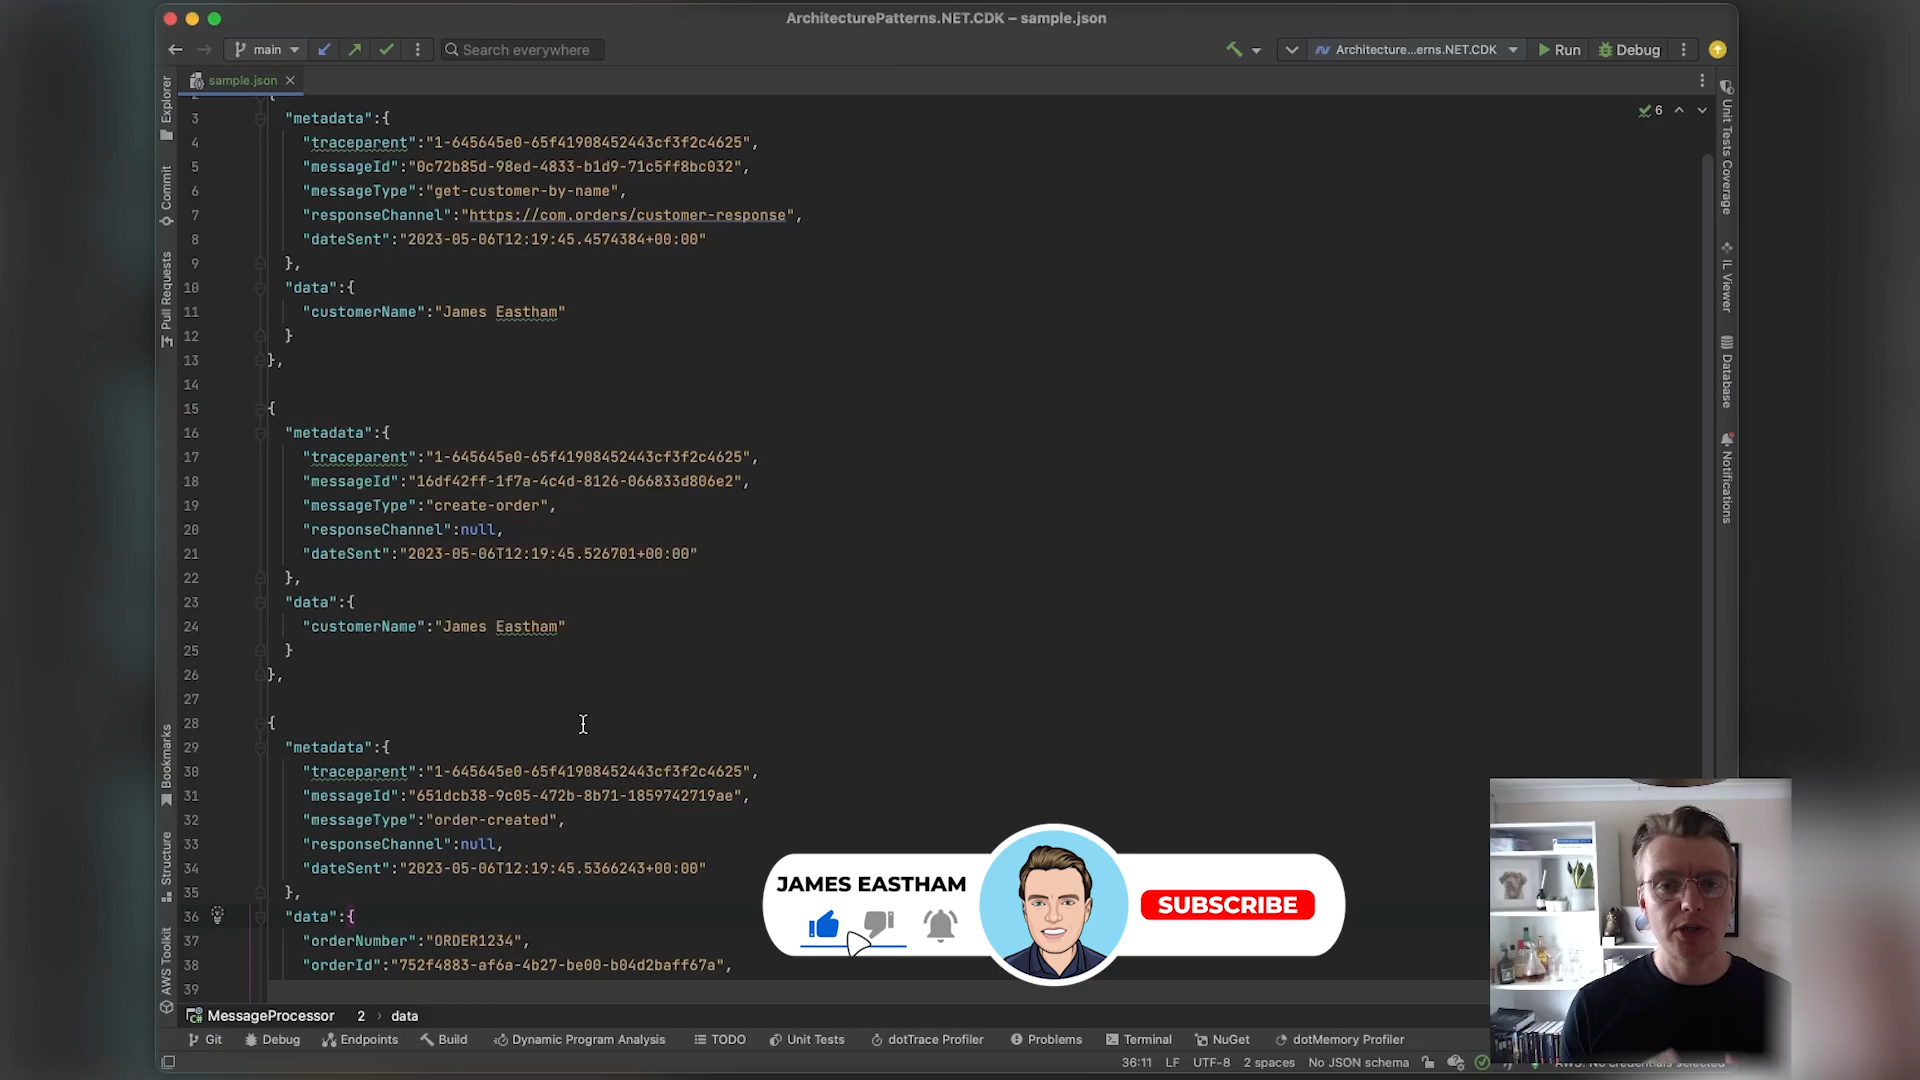 ArchitecturePatterns.NET.CDK – sample.json
main
Search everywhere
Architecture...erns.NET.CDK
Run
Debug
sample.json
6
Explorer
Commit
Pull Requests
Bookmarks
Structure
AWS Toolkit
Unit Tests Coverage
IL Viewer
Database
Notifications
2 {
3 "metadata":{
4 "traceparent":"1-645645e0-65f41908452443cf3f2c4625",
5 "messageId":"0c72b85d-98ed-4833-b1d9-71c5ff8bc032",
6 "messageType":"get-customer-by-name",
7 "responseChannel":"https://com.orders/customer-response",
8 "dateSent":"2023-05-06T12:19:45.4574384+00:00"
9 },
10 "data":{
11 "customerName":"James Eastham"
12 }
13 },
14
15 {
16 "metadata":{
17 "traceparent":"1-645645e0-65f41908452443cf3f2c4625",
18 "messageId":"16df42ff-1f7a-4c4d-8126-066833d806e2",
19 "messageType":"create-order",
20 "responseChannel":null,
21 "dateSent":"2023-05-06T12:19:45.526701+00:00"
22 },
23 "data":{
24 "customerName":"James Eastham"
25 }
26 },
27
28 {
29 "metadata":{
30 "traceparent":"1-645645e0-65f41908452443cf3f2c4625",
31 "messageId":"651dcb38-9c05-472b-8b71-1859742719ae",
32 "messageType":"order-created",
33 "responseChannel":null,
34 "dateSent":"2023-05-06T12:19:45.5366243+00:00"
35 },
36 "data":{
37 "orderNumber":"ORDER1234",
38 "orderId":"752f4883-af6a-4b27-be00-b04d2baff67a",
39
JAMES EASTHAM
SUBSCRIBE
MessageProcessor 2 › data
Git
Debug
Endpoints
Build
Dynamic Program Analysis
TODO
Unit Tests
dotTrace Profiler
Problems
Terminal
NuGet
dotMemory Profiler
36:11 LF UTF-8 2 spaces No JSON schema
AWS: No credentials selected